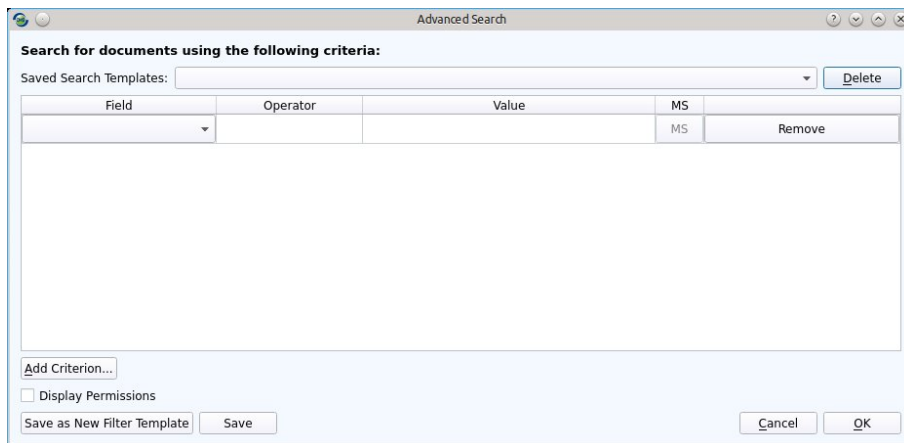 Advanced Search
Search for documents using the following criteria:
Saved Search Templates: Delete
Field Operator Value MS
MS Remove
Add Criterion...
Display Permissions
Save as New Filter Template Save Cancel OK